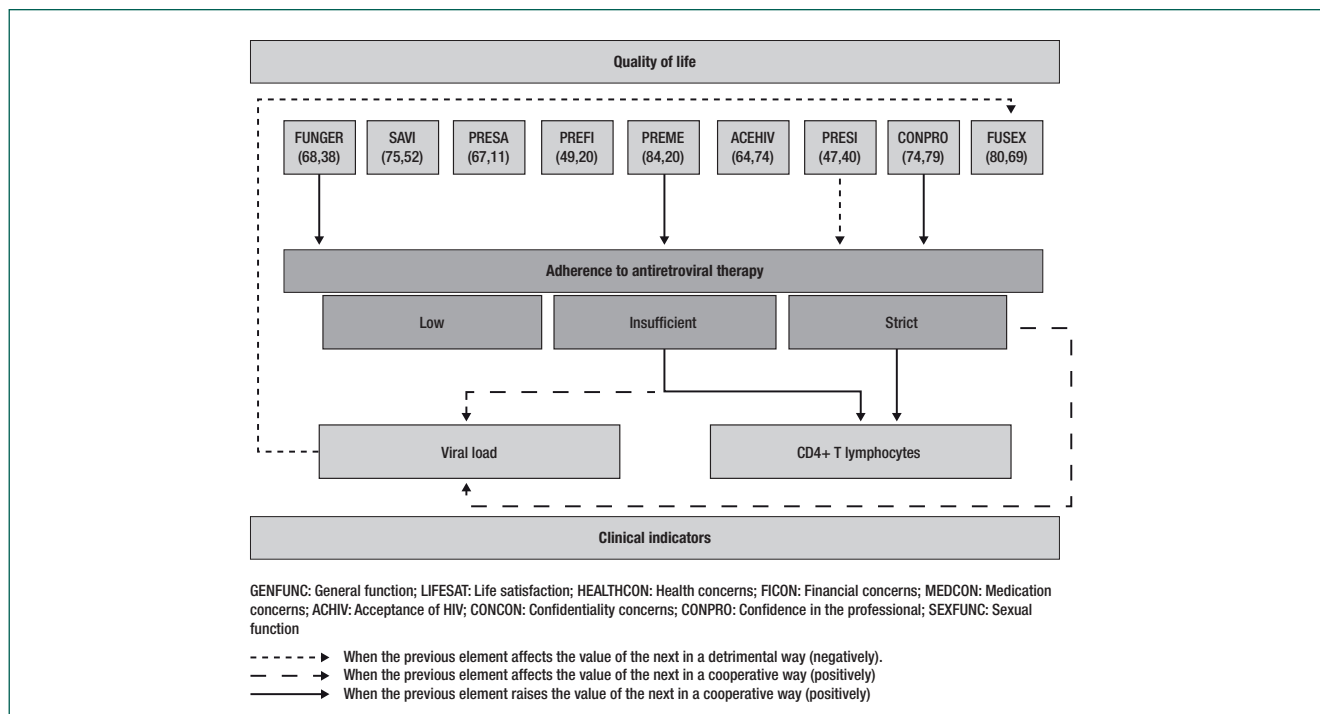 Quality of life
FUNGER SAVI PRESA PREFI PREME ACEHIV PRESI CONPRO FUSEX
(68,38) (75,52) (67,11) (49,20) (84,20) (64,74) (47,40) (74,79) (80,69)
Adherence to antiretroviral therapy
Low Insufficient Strict
Viral load CD4+ T lymphocytes
Clinical indicators
GENFUNC: General function; LIFESAT: Life satisfaction; HEALTHCON: Health concerns; FICON: Financial concerns; MEDCON: Medication
concerns; ACHIV: Acceptance of HIV; CONCON: Confidentiality concerns; CONPRO: Confidence in the professional; SEXFUNC: Sexual
function
When the previous element affects the value of the next in a detrimental way (negatively).
When the previous element affects the value of the next in a cooperative way (positively)
When the previous element raises the value of the next in a cooperative way (positively)